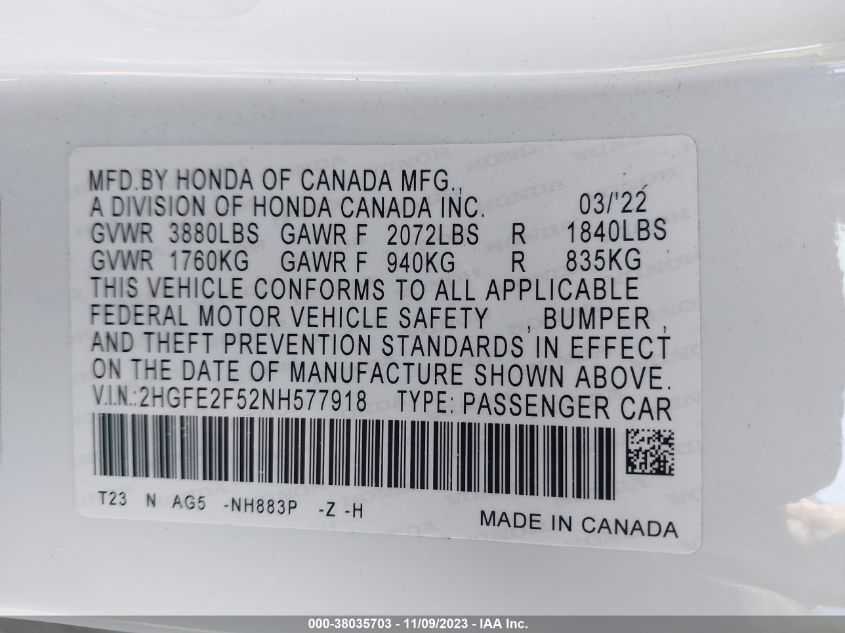 MFD.BY HONDA OF CANADA MFG.,
A DIVISION OF HONDA CANADA INC. 03/'22
GVWR 3880LBS GAWR F 2072LBS R 1840LBS
GVWR 1760KG GAWR F 940KG R 835KG
THIS VEHICLE CONFORMS TO ALL APPLICABLE
FEDERAL MOTOR VEHICLE SAFETY , BUMPER ,
AND THEFT PREVENTION STANDARDS IN EFFECT
ON THE DATE OF MANUFACTURE SHOWN ABOVE.
V.I.N.:2HGFE2F52NH577918 TYPE: PASSENGER CAR
T23 N AG5 -NH883P -Z -H
MADE IN CANADA
000-38035703 - 11/09/2023 - IAA Inc.